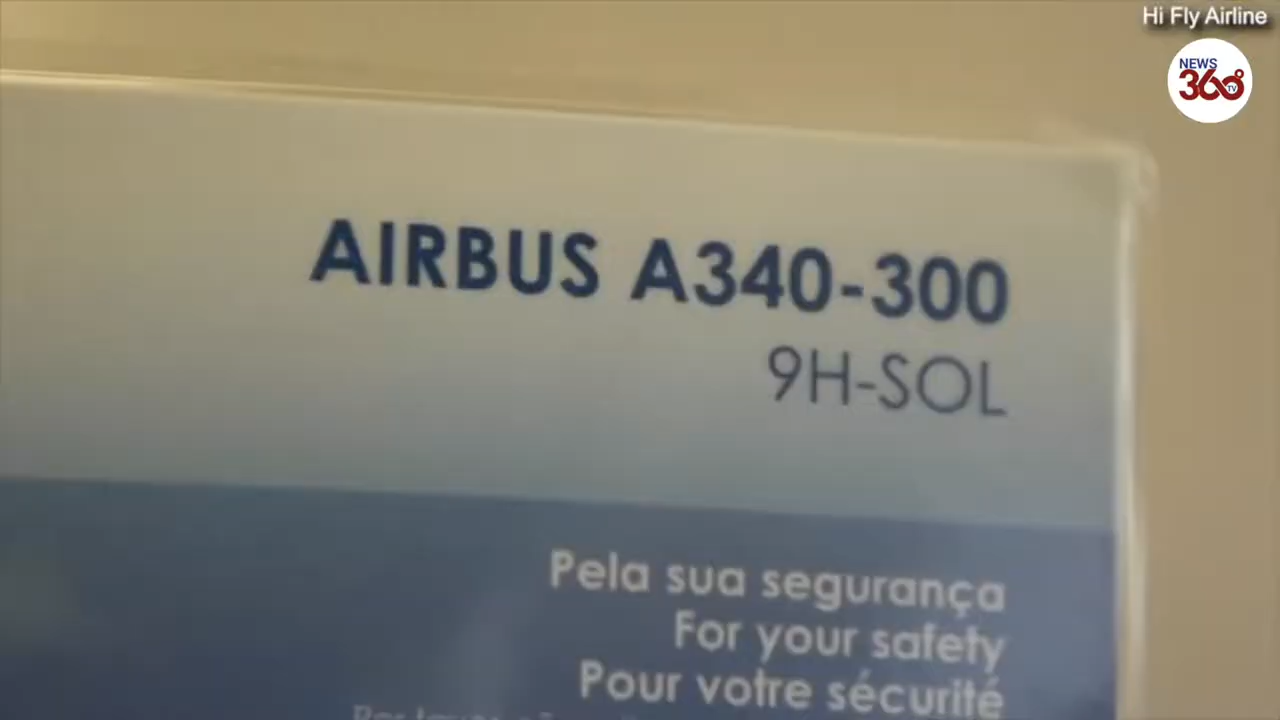 Hi Fly Airline
NEWS
360°
TV
AIRBUS A340-300
9H-SOL
Pela sua segurança
For your safety
Pour votre sécurité